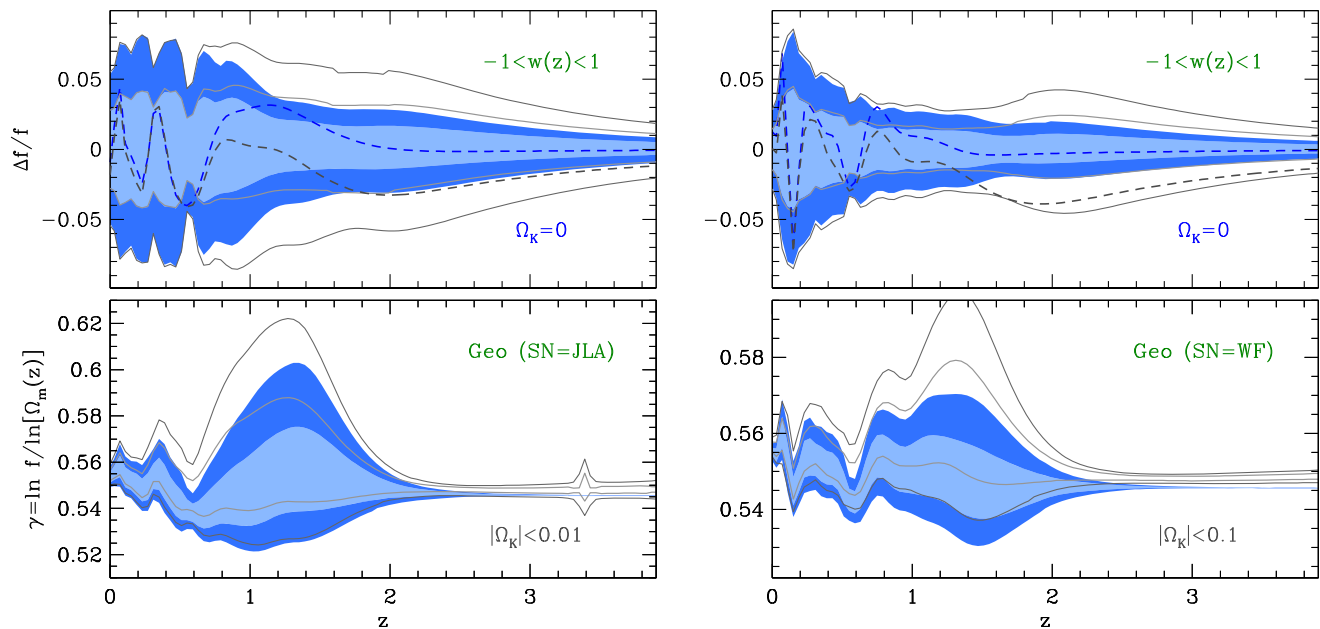 −1<w(z)<1
0.05
0
−0.05
Δf/f
Ω_K=0
−1<w(z)<1
0.05
0
−0.05
Ω_K=0
0.62
0.6
0.58
0.56
0.54
0.52
γ=ln f/ln[Ω_m(z)]
Geo (SN=JLA)
|Ω_K|<0.01
0 1 2 3
z
0.58
0.56
0.54
Geo (SN=WF)
|Ω_K|<0.1
0 1 2 3
z